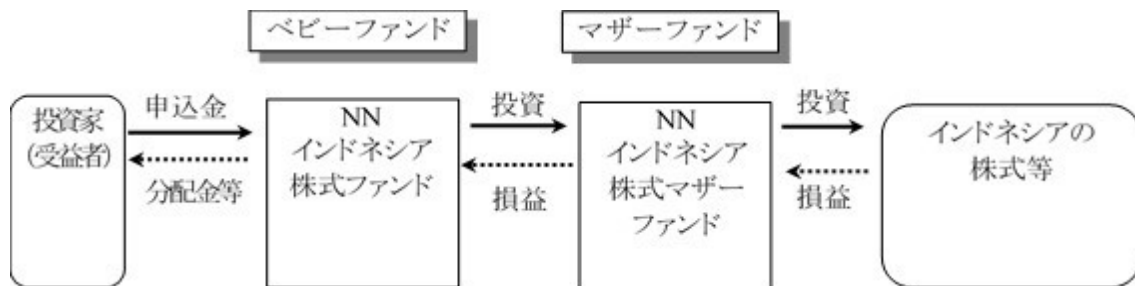 ベビーファンド
マザーファンド
投資家
(受益者)
申込金
分配金等
NN
インドネシア
株式ファンド
投資
損益
NN
インドネシア
株式マザー
ファンド
投資
損益
インドネシアの
株式等